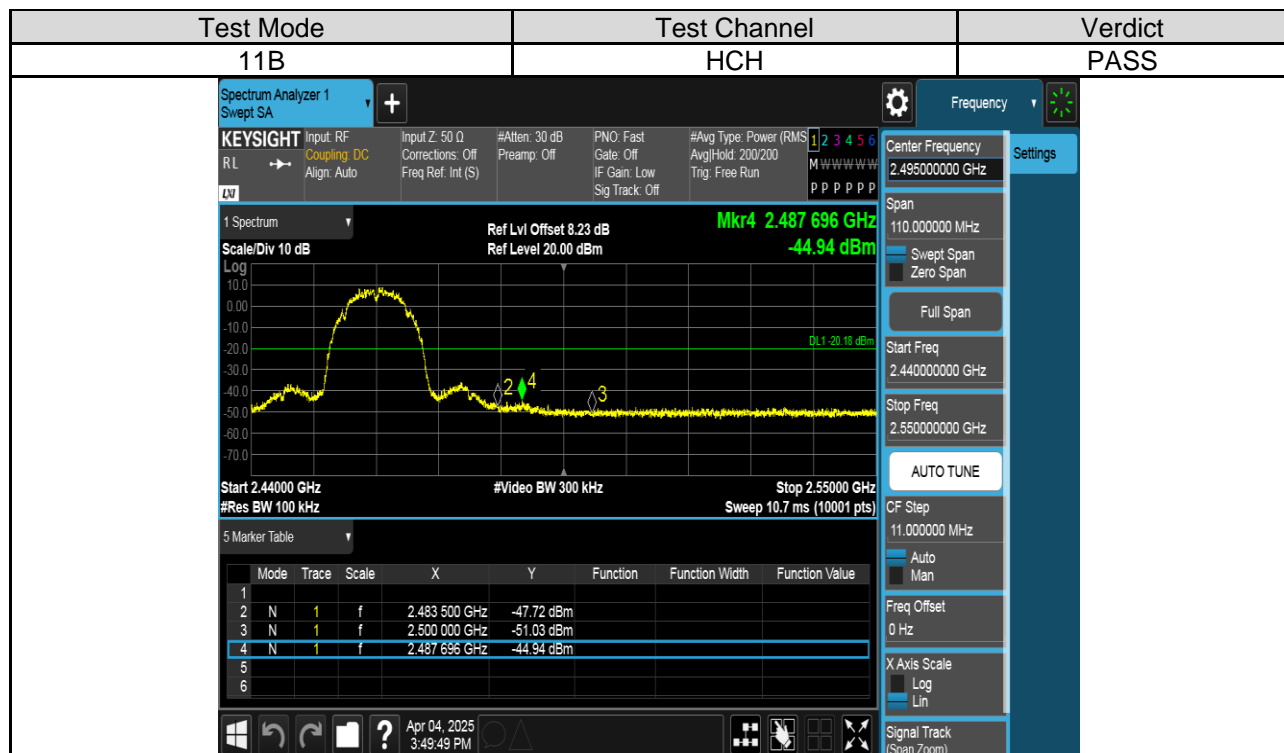 Test Mode Test Channel Verdict
11B HCH PASS
Spectrum Analyzer 1
Swept SA
+
Frequency
KEYSIGHT
RL
LXI
Input: RF
Coupling: DC
Align: Auto
Input Z: 50 Ω
Corrections: Off
Freq Ref: Int (S)
#Atten: 30 dB
Preamp: Off
PNO: Fast
Gate: Off
IF Gain: Low
Sig Track: Off
#Avg Type: Power (RMS
Avg|Hold: 200/200
Trig: Free Run
1 2 3 4 5 6
M W W W W W
P P P P P P
1 Spectrum
Scale/Div 10 dB
Ref Lvl Offset 8.23 dB
Ref Level 20.00 dBm
Mkr4 2.487 696 GHz
-44.94 dBm
Log
10.0
0.00
-10.0
-20.0
-30.0
-40.0
-50.0
-60.0
-70.0
DL1 -20.18 dBm
2
4
3
Start 2.44000 GHz
#Res BW 100 kHz
#Video BW 300 kHz
Stop 2.55000 GHz
Sweep 10.7 ms (10001 pts)
5 Marker Table
Mode Trace Scale X Y Function Function Width Function Value
1
2 N 1 f 2.483 500 GHz -47.72 dBm
3 N 1 f 2.500 000 GHz -51.03 dBm
4 N 1 f 2.487 696 GHz -44.94 dBm
5
6
?
Apr 04, 2025
3:49:49 PM
Center Frequency
2.495000000 GHz
Settings
Span
110.000000 MHz
Swept Span
Zero Span
Full Span
Start Freq
2.440000000 GHz
Stop Freq
2.550000000 GHz
AUTO TUNE
CF Step
11.000000 MHz
Auto
Man
Freq Offset
0 Hz
X Axis Scale
Log
Lin
Signal Track
(Span Zoom)